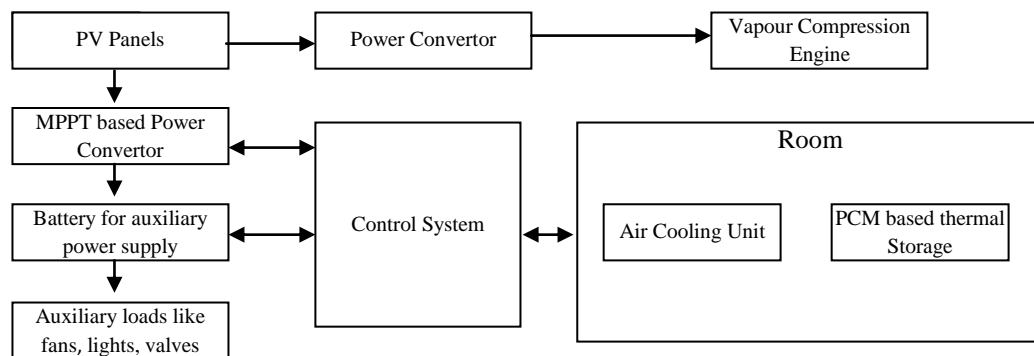 PV Panels
Power Convertor
Vapour Compression
Engine
MPPT based Power
Convertor
Room
Battery for auxiliary
power supply
Control System
Air Cooling Unit
PCM based thermal
Storage
Auxiliary loads like
fans, lights, valves